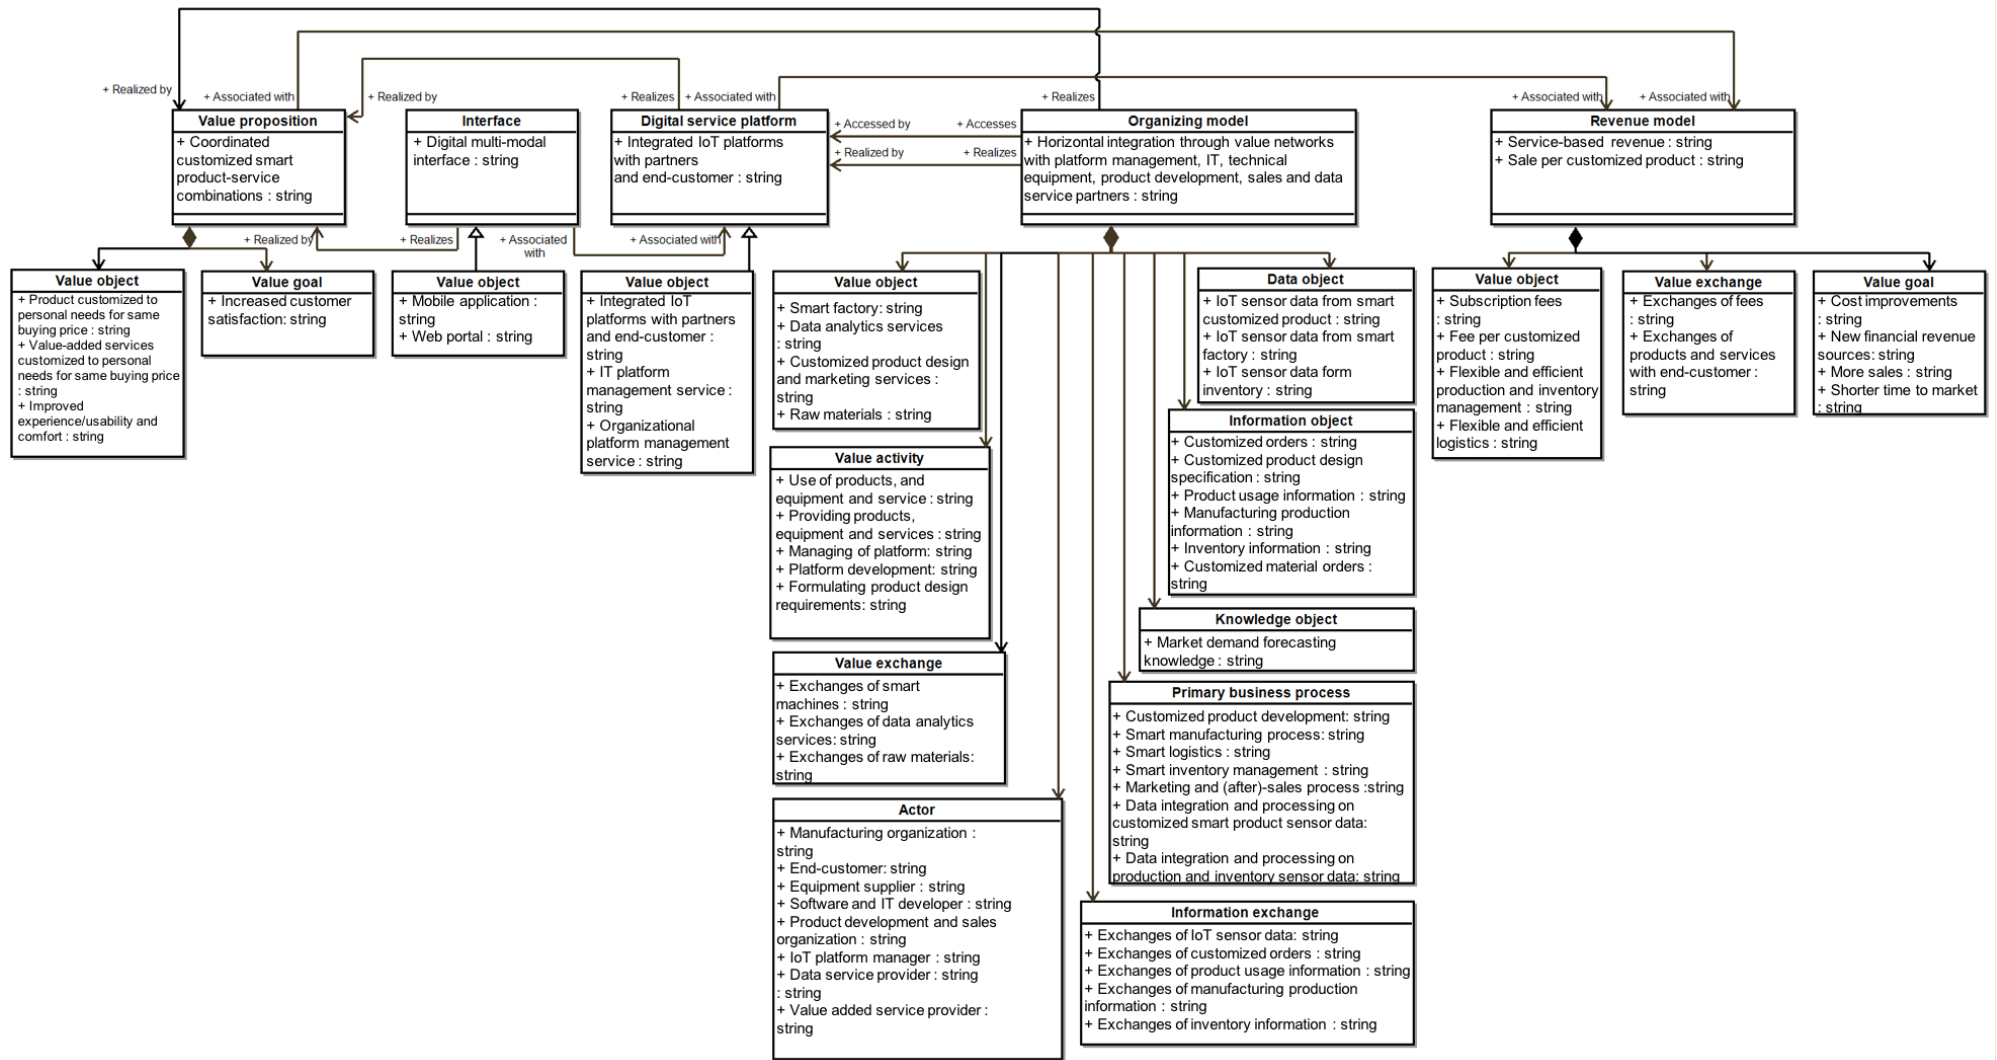 + Realized by
+ Associated with
+ Realized by
+ Realizes
+ Associated with
+ Realizes
+ Associated with
+ Associated with
Value proposition
+ Coordinated
customized smart
product-service
combinations : string
Interface
+ Digital multi-modal
interface : string
Digital service platform
+ Integrated IoT platforms
with partners
and end-customer : string
+ Accessed by
+ Accesses
+ Realized by
+ Realizes
Organizing model
+ Horizontal integration through value networks
with platform management, IT, technical
equipment, product development, sales and data
service partners : string
Revenue model
+ Service-based revenue : string
+ Sale per customized product : string
+ Realized by
+ Realizes
+ Associated
with
+ Associated with
Value object
+ Product customized to
personal needs for same
buying price : string
+ Value-added services
customized to personal
needs for same buying price
: string
+ Improved
experience/usability and
comfort : string
Value goal
+ Increased customer
satisfaction: string
Value object
+ Mobile application :
string
+ Web portal : string
Value object
+ Integrated IoT
platforms with partners
and end-customer :
string
+ IT platform
management service :
string
+ Organizational
platform management
service : string
Value object
+ Smart factory: string
+ Data analytics services
: string
+ Customized product design
and marketing services :
string
+ Raw materials : string
Value activity
+ Use of products, and
equipment and service : string
+ Providing products,
equipment and services : string
+ Managing of platform: string
+ Platform development: string
+ Formulating product design
requirements: string
Value exchange
+ Exchanges of smart
machines : string
+ Exchanges of data analytics
services: string
+ Exchanges of raw materials:
string
Actor
+ Manufacturing organization :
string
+ End-customer: string
+ Equipment supplier : string
+ Software and IT developer : string
+ Product development and sales
organization : string
+ IoT platform manager : string
+ Data service provider : string
: string
+ Value added service provider :
string
Data object
+ IoT sensor data from smart
customized product : string
+ IoT sensor data from smart
factory : string
+ IoT sensor data form
inventory : string
Information object
+ Customized orders : string
+ Customized product design
specification : string
+ Product usage information : string
+ Manufacturing production
information : string
+ Inventory information : string
+ Customized material orders :
string
Knowledge object
+ Market demand forecasting
knowledge : string
Primary business process
+ Customized product development: string
+ Smart manufacturing process: string
+ Smart logistics : string
+ Smart inventory management : string
+ Marketing and (after)-sales process :string
+ Data integration and processing on
customized smart product sensor data:
string
+ Data integration and processing on
production and inventory sensor data: string
Information exchange
+ Exchanges of IoT sensor data: string
+ Exchanges of customized orders : string
+ Exchanges of product usage information : string
+ Exchanges of manufacturing production
information : string
+ Exchanges of inventory information : string
Value object
+ Subscription fees
: string
+ Fee per customized
product : string
+ Flexible and efficient
production and inventory
management : string
+ Flexible and efficient
logistics : string
Value exchange
+ Exchanges of fees
: string
+ Exchanges of
products and services
with end-customer :
string
Value goal
+ Cost improvements
: string
+ New financial revenue
sources: string
+ More sales : string
+ Shorter time to market
: string